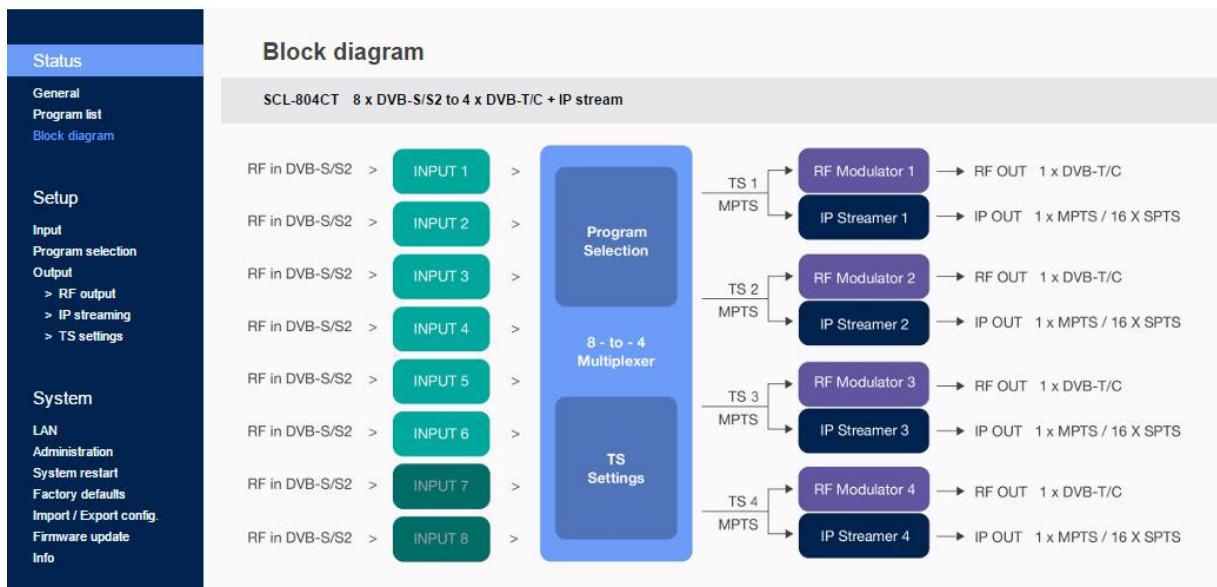 Status
General
Program list
Block diagram
Setup
Input
Program selection
Output
> RF output
> IP streaming
> TS settings
System
LAN
Administration
System restart
Factory defaults
Import / Export config.
Firmware update
Info
Block diagram
SCL-804CT 8 x DVB-S/S2 to 4 x DVB-T/C + IP stream
RF in DVB-S/S2 > INPUT 1 >
RF in DVB-S/S2 > INPUT 2 >
RF in DVB-S/S2 > INPUT 3 >
RF in DVB-S/S2 > INPUT 4 >
RF in DVB-S/S2 > INPUT 5 >
RF in DVB-S/S2 > INPUT 6 >
RF in DVB-S/S2 > INPUT 7 >
RF in DVB-S/S2 > INPUT 8 >
Program
Selection
8 - to - 4
Multiplexer
TS
Settings
TS 1
MPTS
RF Modulator 1 RF OUT 1 x DVB-T/C
IP Streamer 1 IP OUT 1 x MPTS / 16 X SPTS
TS 2
MPTS
RF Modulator 2 RF OUT 1 x DVB-T/C
IP Streamer 2 IP OUT 1 x MPTS / 16 X SPTS
TS 3
MPTS
RF Modulator 3 RF OUT 1 x DVB-T/C
IP Streamer 3 IP OUT 1 x MPTS / 16 X SPTS
TS 4
MPTS
RF Modulator 4 RF OUT 1 x DVB-T/C
IP Streamer 4 IP OUT 1 x MPTS / 16 X SPTS